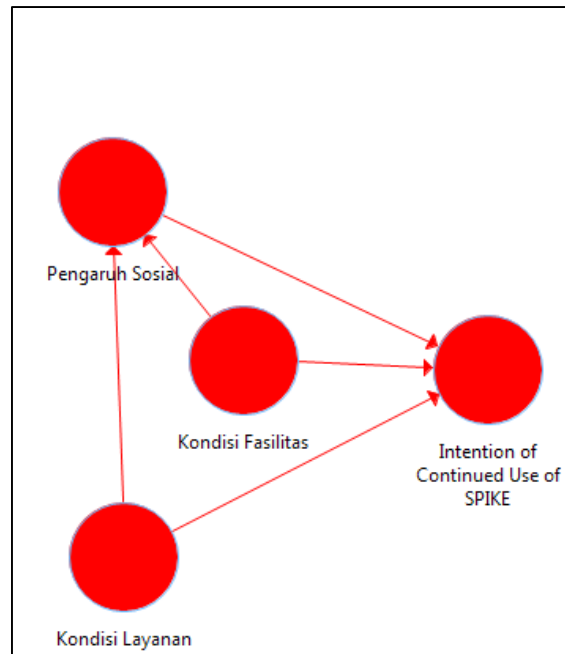 Pengaruh Sosial
Kondisi Fasilitas
Intention of
Continued Use of
SPIKE
Kondisi Layanan